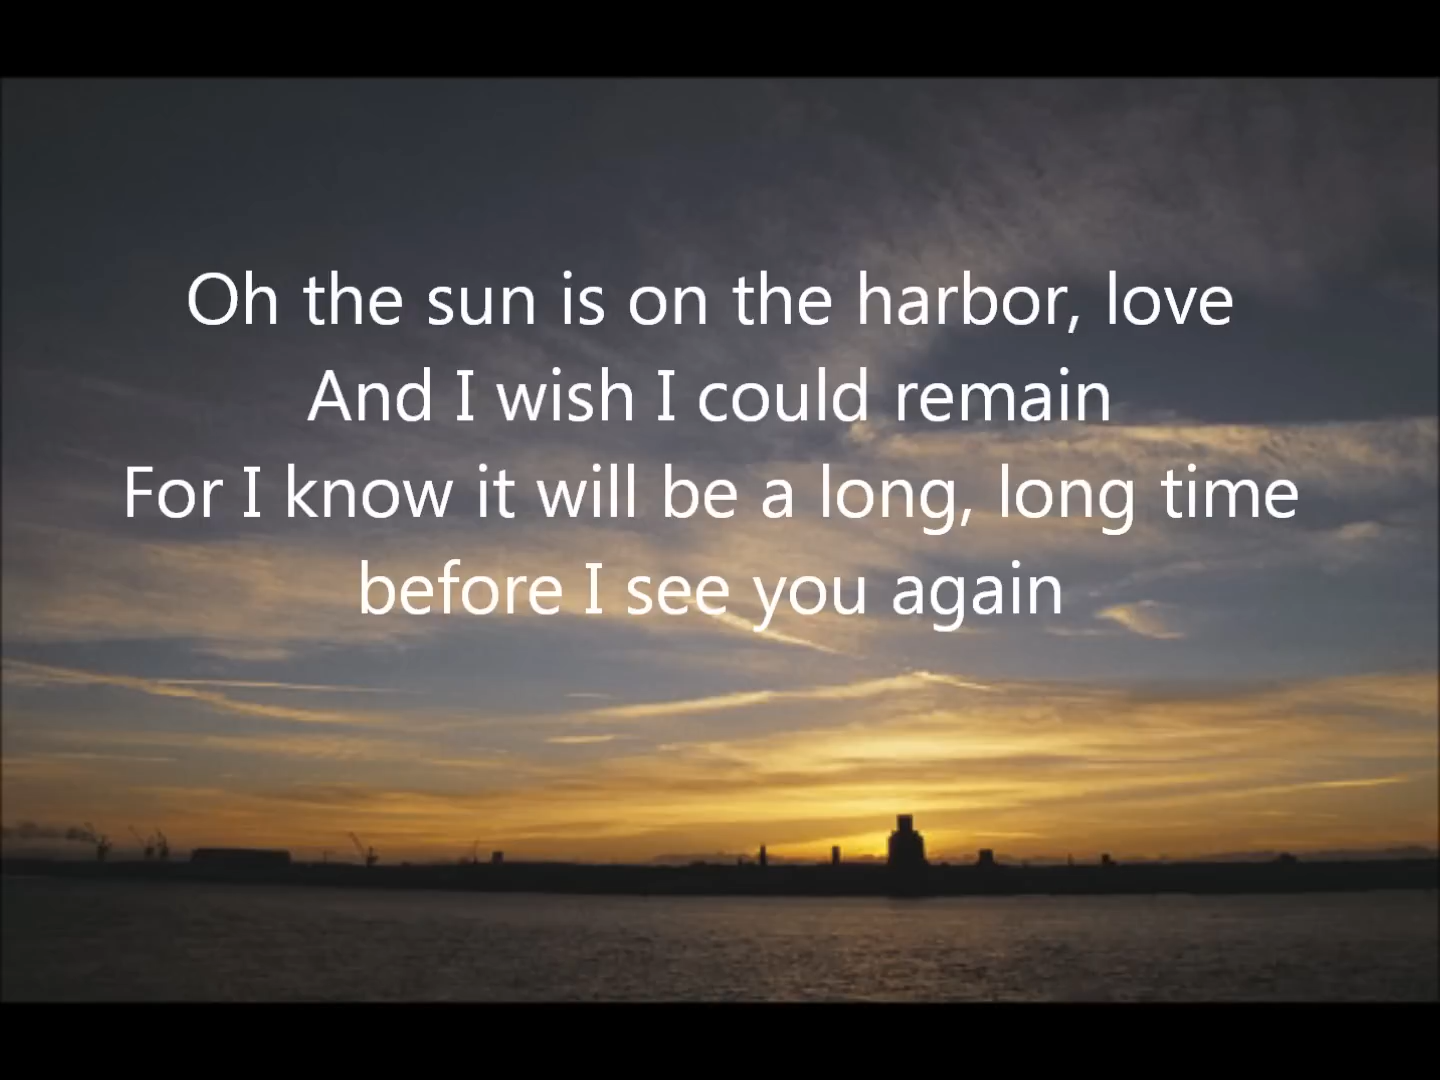 Oh the sun is on the harbor, love
And I wish I could remain
For I know it will be a long, long time
before I see you again